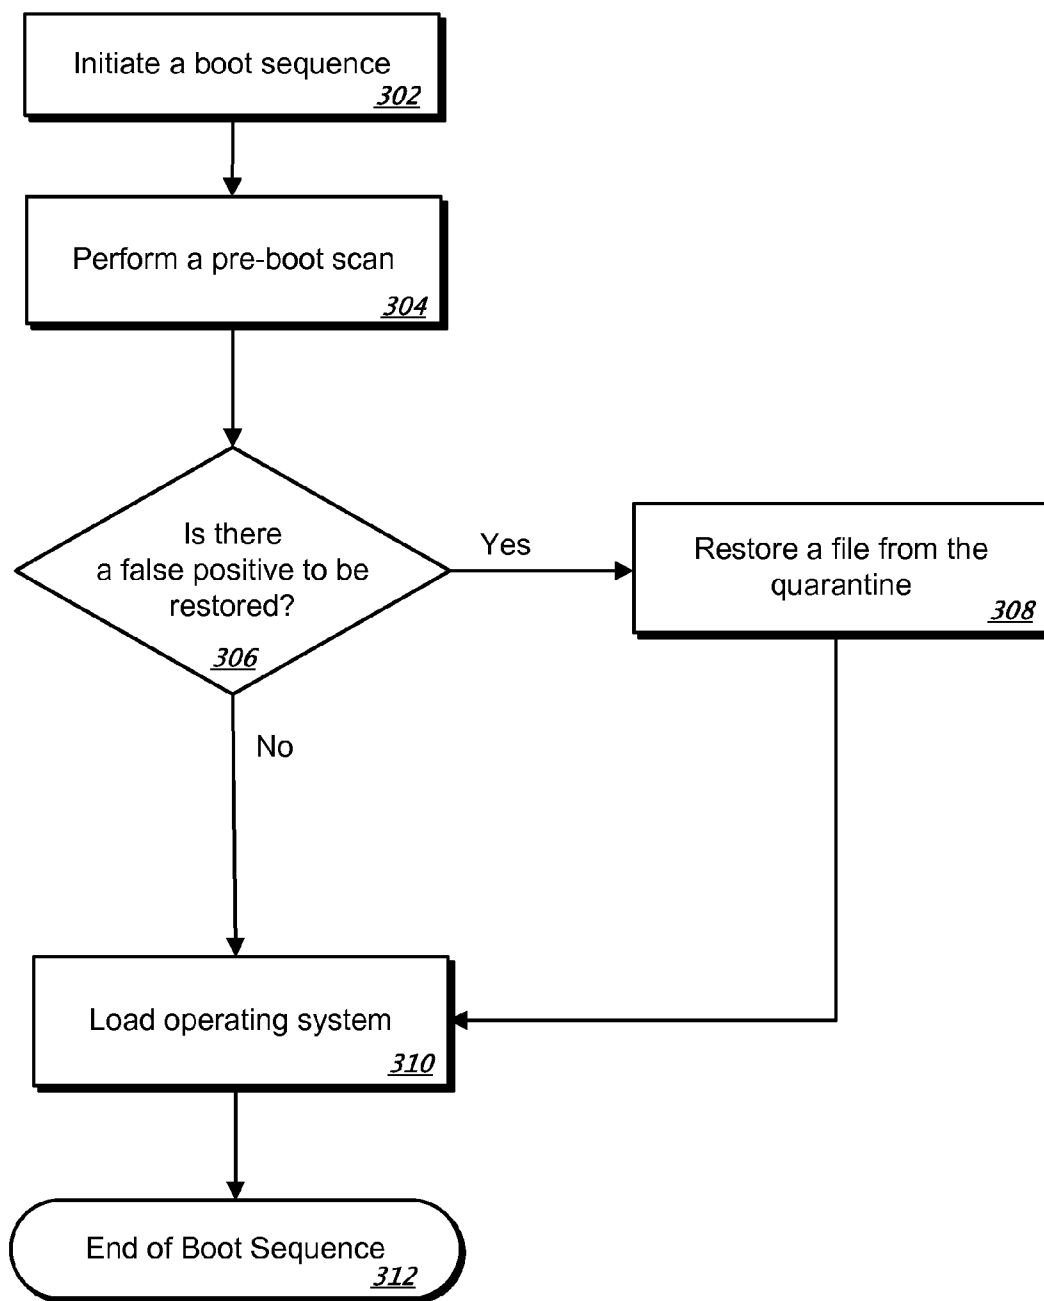 Initiate a boot sequence
302
Perform a pre-boot scan
304
Is there
a false positive to be
restored?
306
Yes
Restore a file from the
quarantine
308
No
Load operating system
310
End of Boot Sequence
312